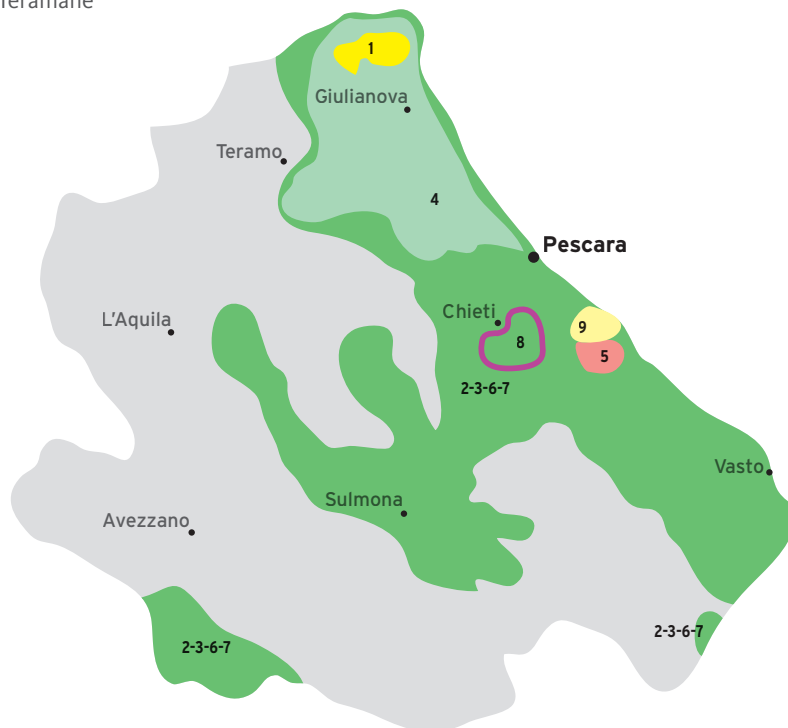 Teramane
1
Giulianova
Teramo
4
Pescara
L'Aquila
Chieti
9
8
5
2-3-6-7
Vasto
Sulmona
Avezzano
2-3-6-7
2-3-6-7